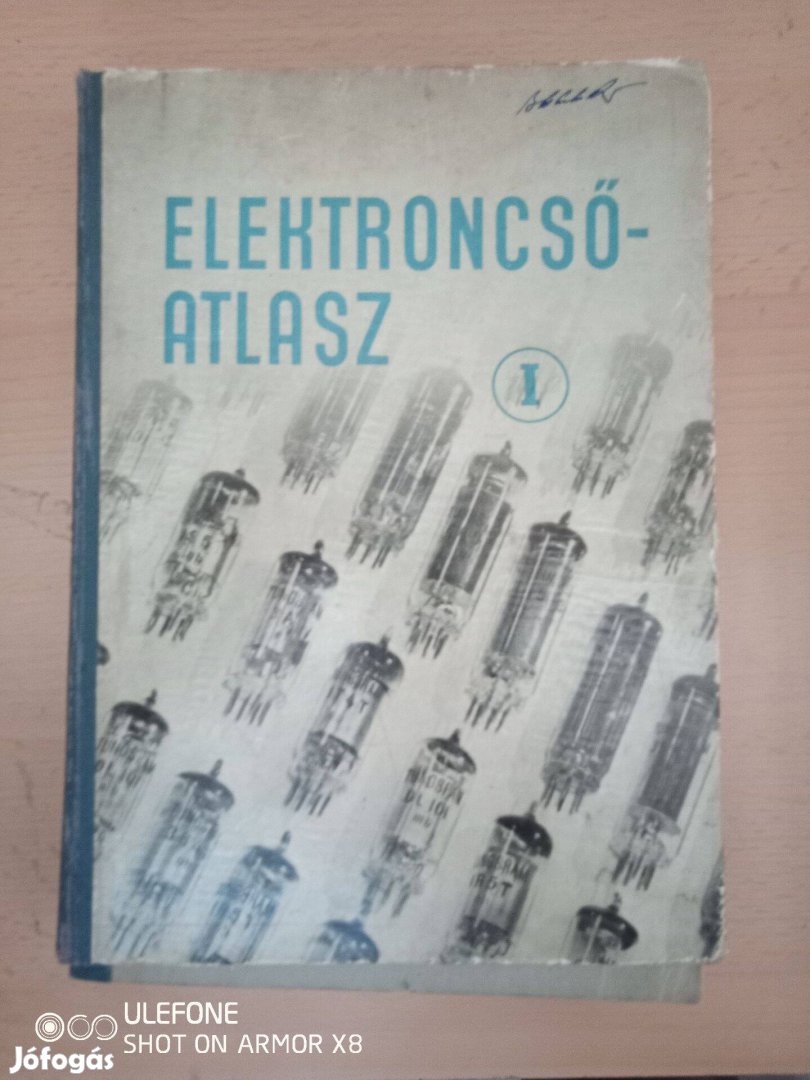 ELEKTRONCSŐ-
ATLASZ
I
ULEFONE
SHOT ON ARMOR X8
Jófogás